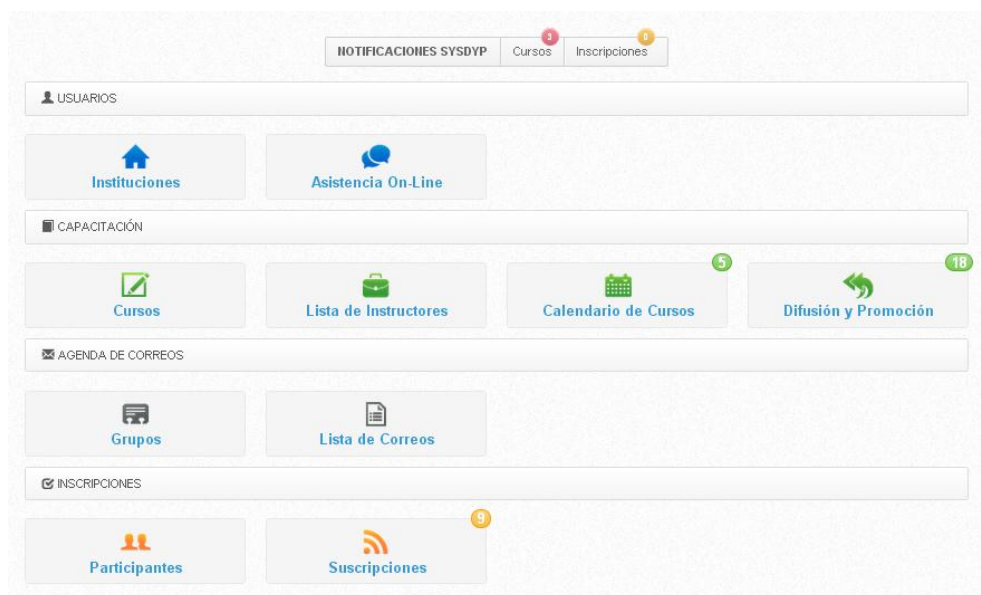 3
0
NOTIFICACIONES SYSDYP Cursos Inscripciones
USUARIOS
Instituciones Asistencia On-Line
CAPACITACIÓN
5 18
Cursos Lista de Instructores Calendario de Cursos Difusión y Promoción
AGENDA DE CORREOS
Grupos Lista de Correos
INSCRIPCIONES
9
Participantes Suscripciones